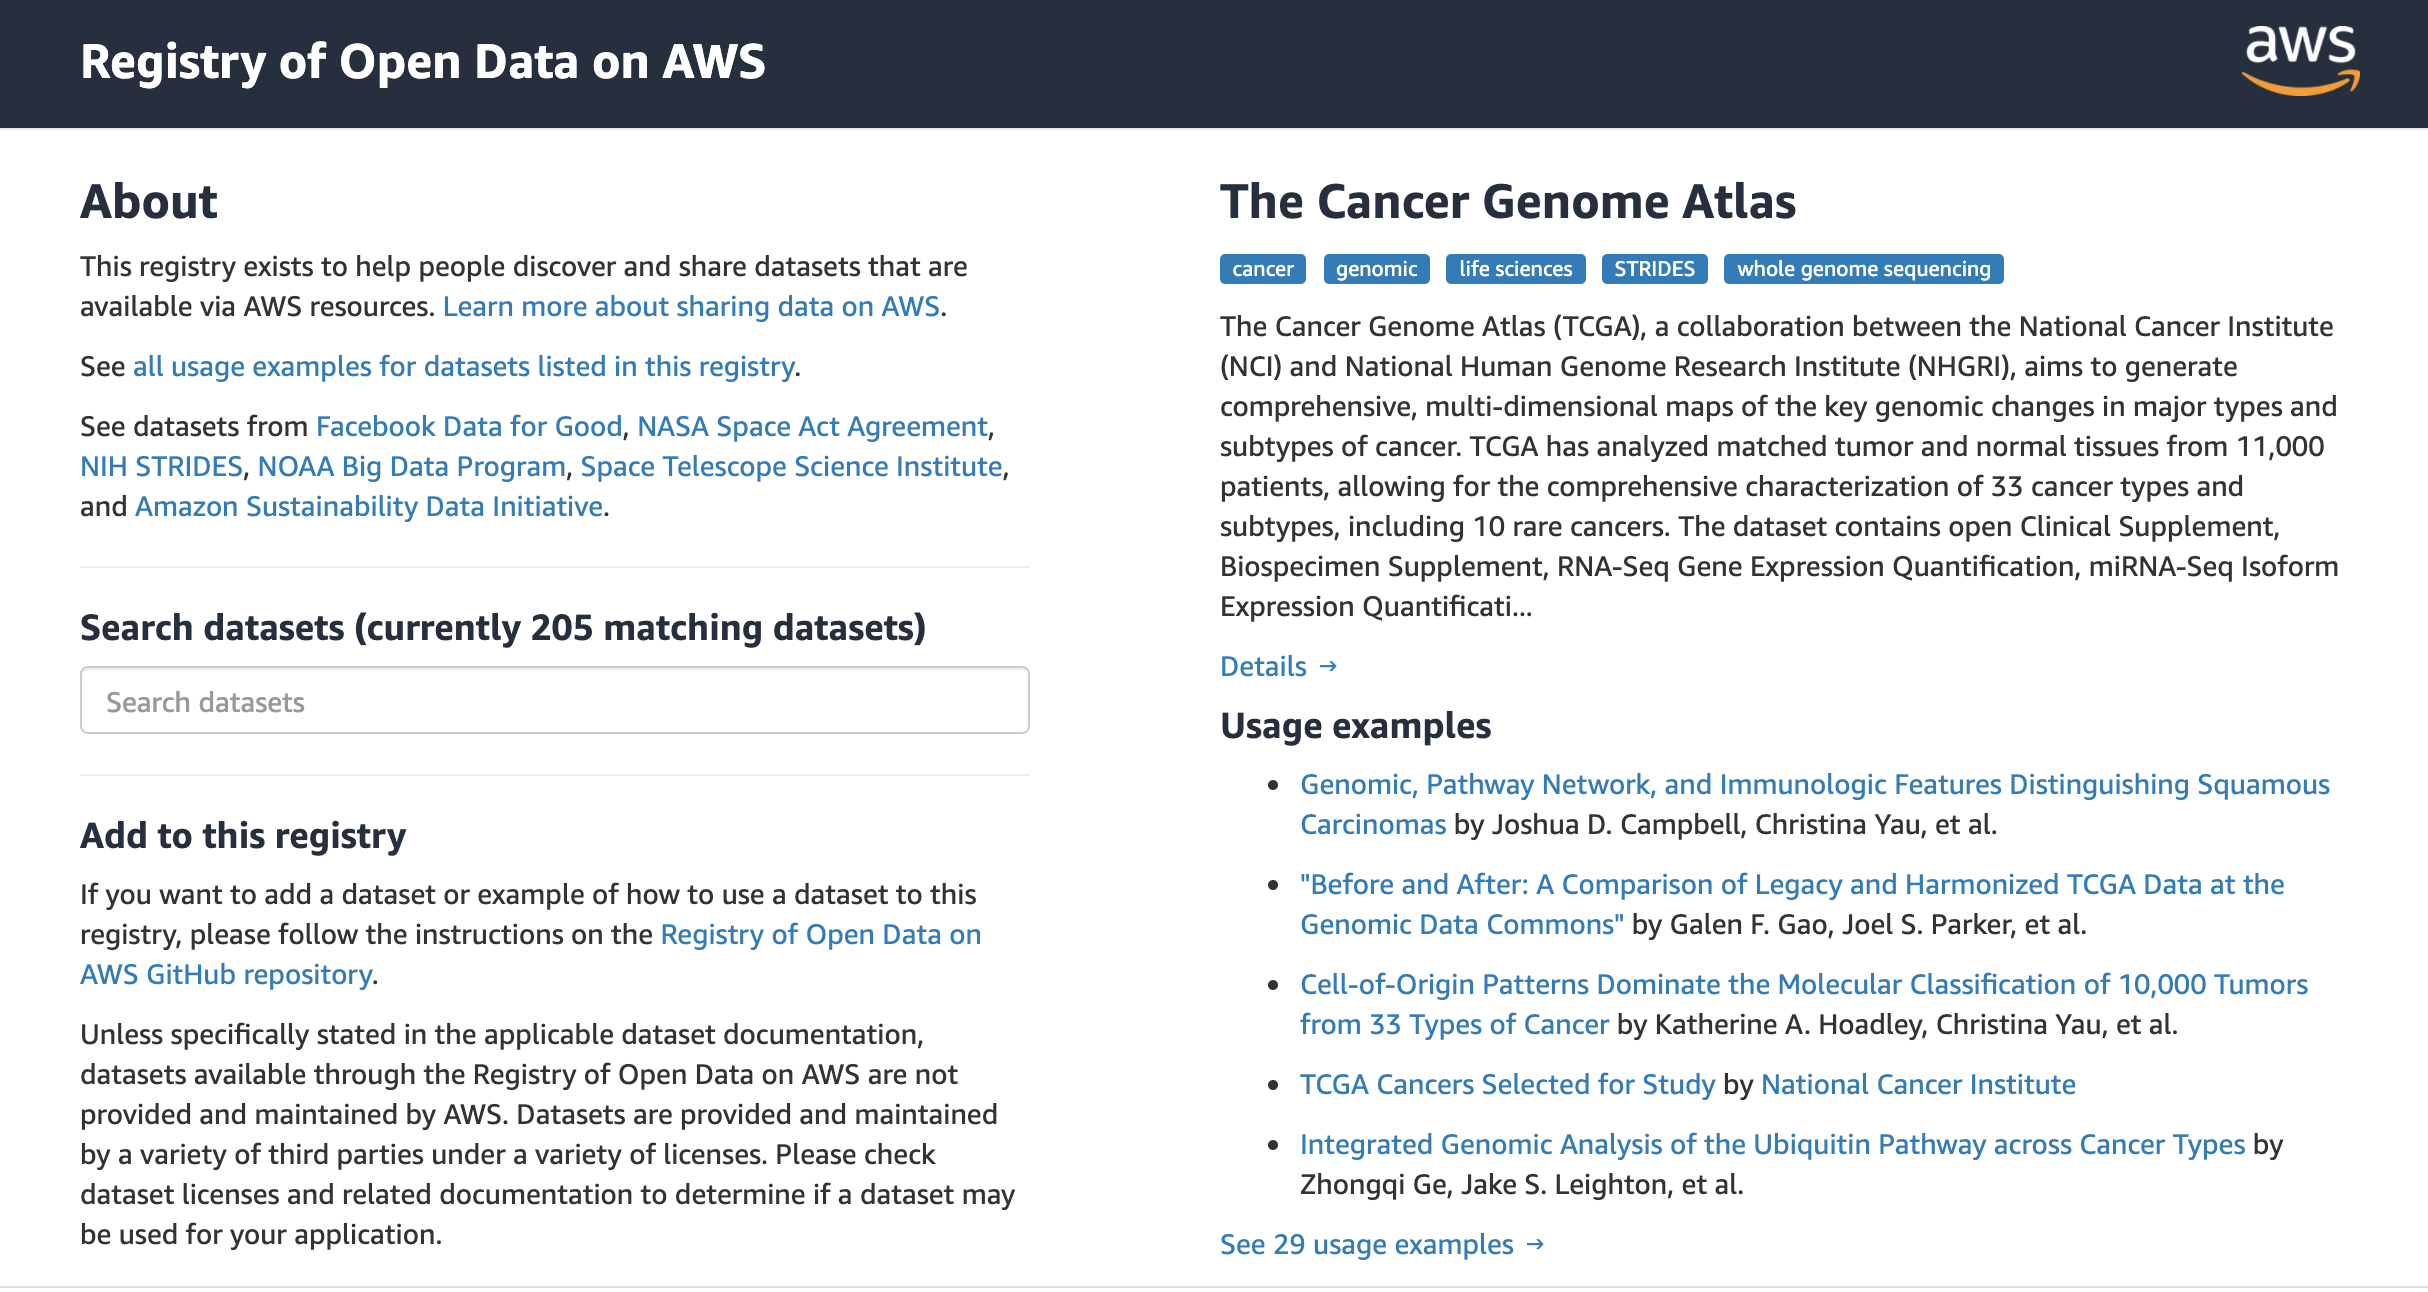 Registry of Open Data on AWS
aws
About
This registry exists to help people discover and share datasets that are
available via AWS resources. Learn more about sharing data on AWS.
See all usage examples for datasets listed in this registry.
See datasets from Facebook Data for Good, NASA Space Act Agreement,
NIH STRIDES, NOAA Big Data Program, Space Telescope Science Institute,
and Amazon Sustainability Data Initiative.
Search datasets (currently 205 matching datasets)
Search datasets
Add to this registry
If you want to add a dataset or example of how to use a dataset to this
registry, please follow the instructions on the Registry of Open Data on
AWS GitHub repository.
Unless specifically stated in the applicable dataset documentation,
datasets available through the Registry of Open Data on AWS are not
provided and maintained by AWS. Datasets are provided and maintained
by a variety of third parties under a variety of licenses. Please check
dataset licenses and related documentation to determine if a dataset may
be used for your application.
The Cancer Genome Atlas
cancer genomic life sciences STRIDES whole genome sequencing
The Cancer Genome Atlas (TCGA), a collaboration between the National Cancer Institute
(NCI) and National Human Genome Research Institute (NHGRI), aims to generate
comprehensive, multi-dimensional maps of the key genomic changes in major types and
subtypes of cancer. TCGA has analyzed matched tumor and normal tissues from 11,000
patients, allowing for the comprehensive characterization of 33 cancer types and
subtypes, including 10 rare cancers. The dataset contains open Clinical Supplement,
Biospecimen Supplement, RNA-Seq Gene Expression Quantification, miRNA-Seq Isoform
Expression Quantificati...
Details →
Usage examples
• Genomic, Pathway Network, and Immunologic Features Distinguishing Squamous
Carcinomas by Joshua D. Campbell, Christina Yau, et al.
• "Before and After: A Comparison of Legacy and Harmonized TCGA Data at the
Genomic Data Commons" by Galen F. Gao, Joel S. Parker, et al.
• Cell-of-Origin Patterns Dominate the Molecular Classification of 10,000 Tumors
from 33 Types of Cancer by Katherine A. Hoadley, Christina Yau, et al.
• TCGA Cancers Selected for Study by National Cancer Institute
• Integrated Genomic Analysis of the Ubiquitin Pathway across Cancer Types by
Zhongqi Ge, Jake S. Leighton, et al.
See 29 usage examples →